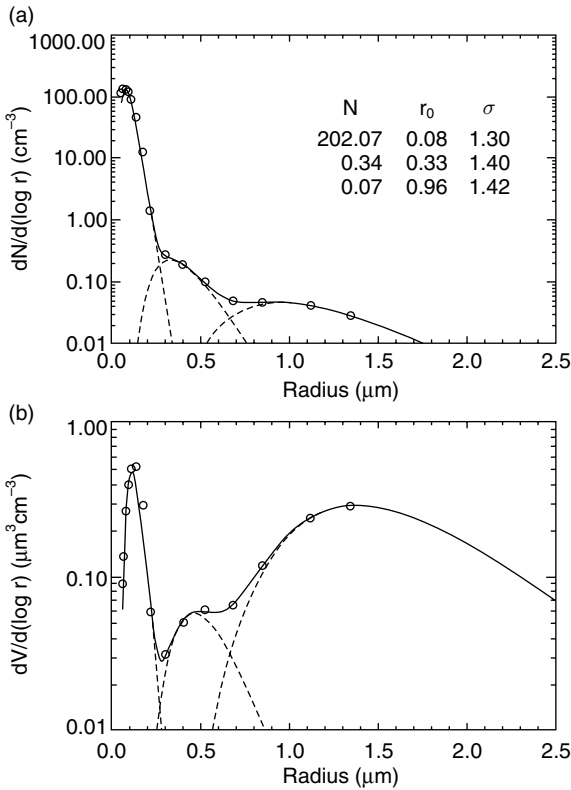 (a)
dN/d(log r) (cm⁻³)
1000.00
100.00
10.00
1.00
0.10
0.01
N r₀ σ
202.07 0.08 1.30
0.34 0.33 1.40
0.07 0.96 1.42
0.0 0.5 1.0 1.5 2.0 2.5
Radius (μm)
(b)
dV/d(log r) (μm³ cm⁻³)
1.00
0.10
0.01
0.0 0.5 1.0 1.5 2.0 2.5
Radius (μm)